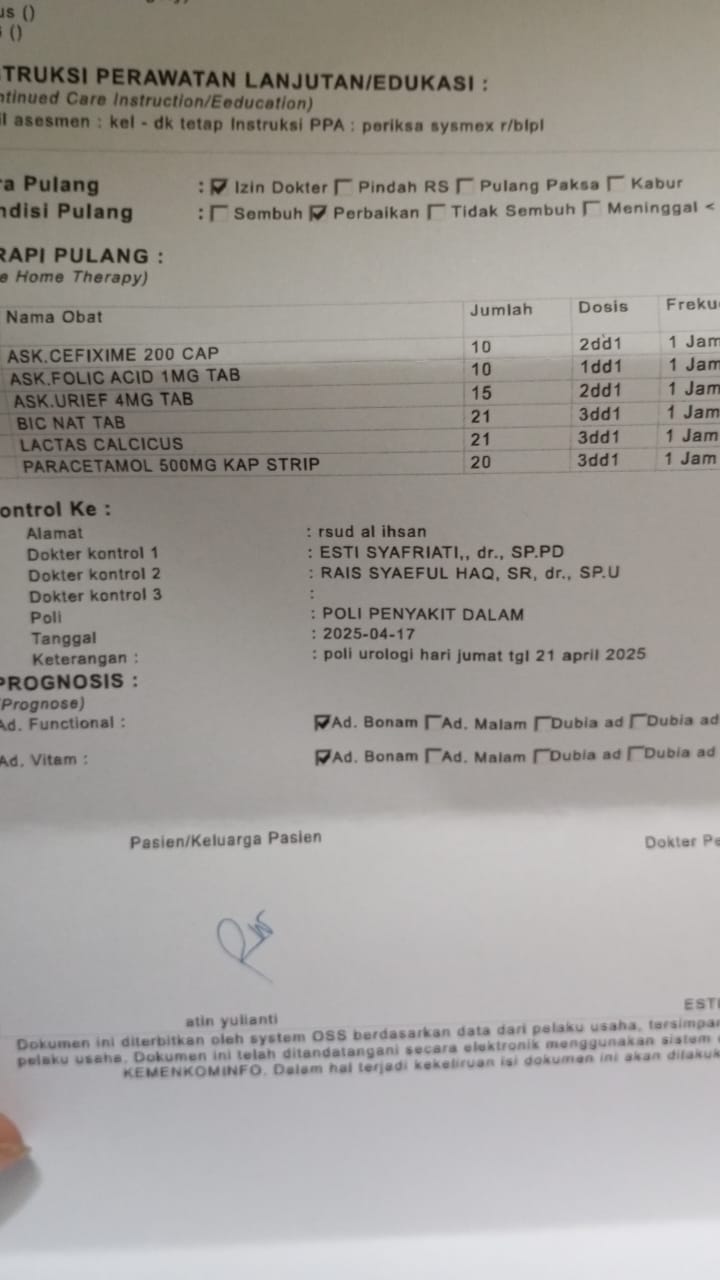 us ()
()
TRUKSI PERAWATAN LANJUTAN/EDUKASI :
ntinued Care Instruction/Eeducation)
il asesmen : kel - dk tetap Instruksi PPA : periksa sysmex r/blpl
ra Pulang : Izin Dokter Pindah RS Pulang Paksa Kabur
ndisi Pulang : Sembuh Perbaikan Tidak Sembuh Meninggal <
RAPI PULANG :
e Home Therapy)
Nama Obat Jumlah Dosis Freku
ASK.CEFIXIME 200 CAP 10 2dd1 1 Jam
ASK.FOLIC ACID 1MG TAB 10 1dd1 1 Jam
ASK.URIEF 4MG TAB 15 2dd1 1 Jam
BIC NAT TAB 21 3dd1 1 Jam
LACTAS CALCICUS 21 3dd1 1 Jam
PARACETAMOL 500MG KAP STRIP 20 3dd1 1 Jam
ontrol Ke :
Alamat : rsud al ihsan
Dokter kontrol 1 : ESTI SYAFRIATI,, dr., SP.PD
Dokter kontrol 2 : RAIS SYAEFUL HAQ, SR, dr., SP.U
Dokter kontrol 3 :
Poli : POLI PENYAKIT DALAM
Tanggal : 2025-04-17
Keterangan : : poli urologi hari jumat tgl 21 april 2025
PROGNOSIS :
(Prognose)
Ad. Functional : Ad. Bonam Ad. Malam Dubia ad Dubia ad
Ad. Vitam : Ad. Bonam Ad. Malam Dubia ad Dubia ad
Pasien/Keluarga Pasien Dokter Pe
atin yulianti ESTI
Dokumen ini diterbitkan oleh system OSS berdasarkan data dari pelaku usaha, tersimpan
pelaku usaha. Dokumen ini telah ditandatangani secara elektronik menggunakan sistem
KEMENKOMINFO. Dalam hal terjadi kekeliruan isi dokumen ini akan dilakuk